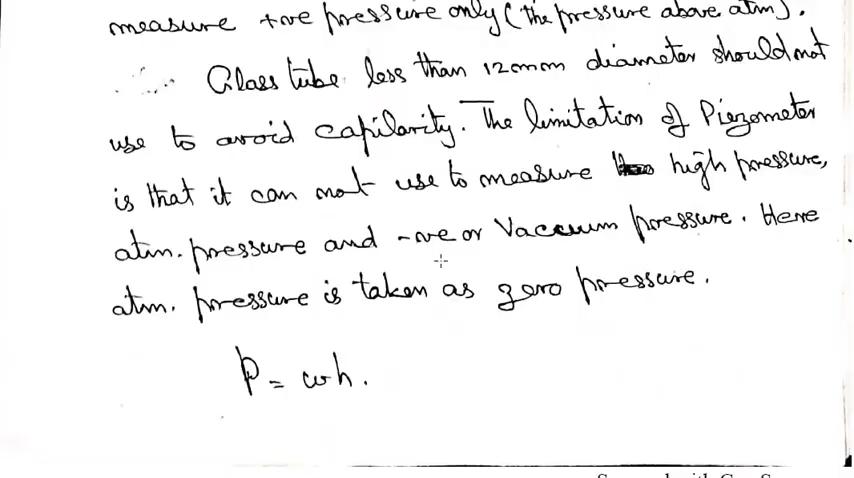 measure +ve pressure only (the pressure above atm).
Glass tube less than 12mm diameter should not
use to avoid capilarity. The limitation of Piezometer
is that it can not use to measure high pressure,
atm. pressure and -ve or Vaccuum pressure. Here
atm. pressure is taken as zero pressure.
P = wh.